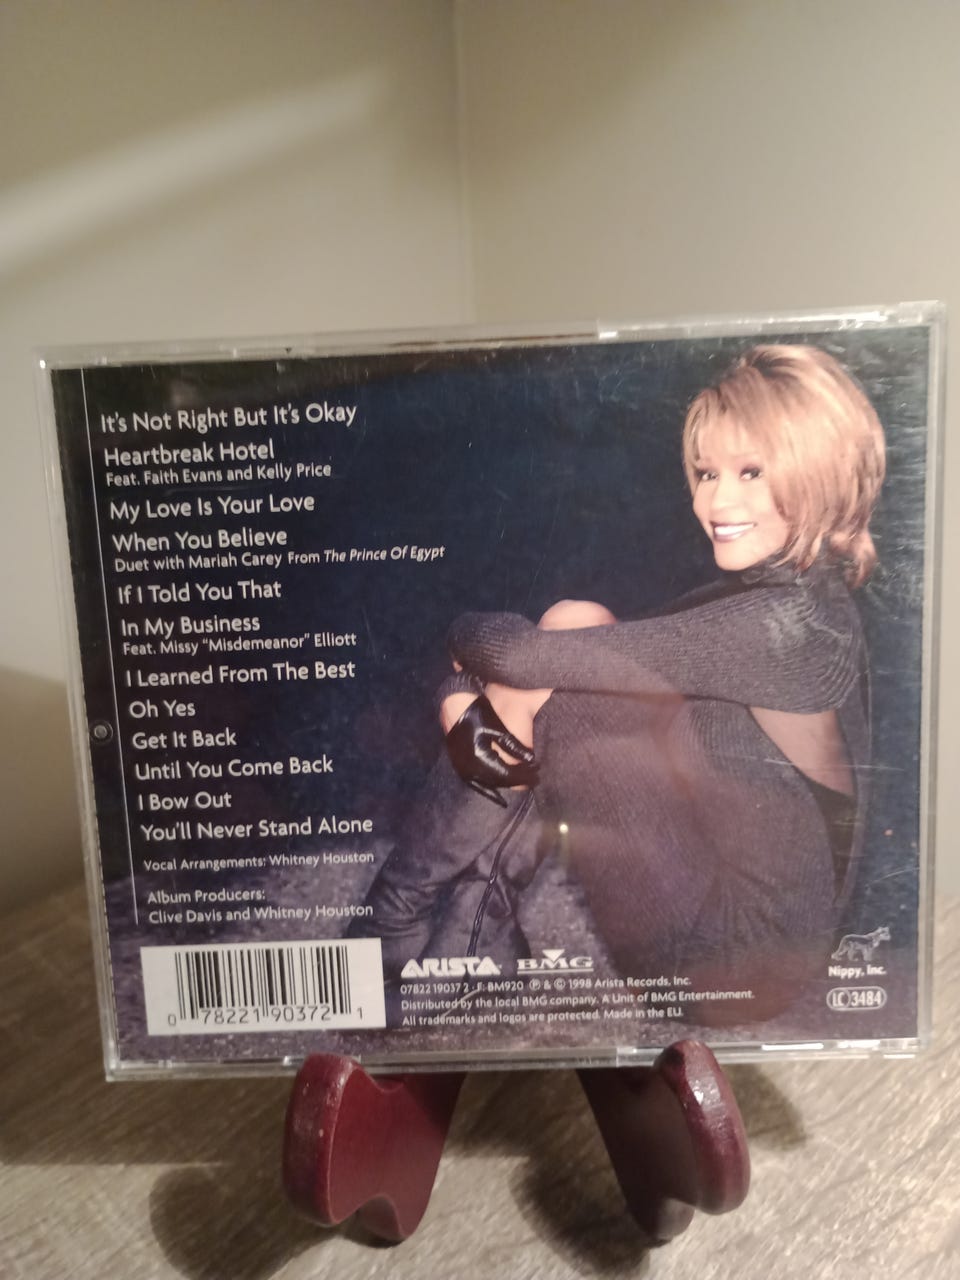 It's Not Right But It's Okay
Heartbreak Hotel
Feat. Faith Evans and Kelly Price
My Love Is Your Love
When You Believe
Duet with Mariah Carey From The Prince Of Egypt
If I Told You That
In My Business
Feat. Missy "Misdemeanor" Elliott
I Learned From The Best
Oh Yes
Get It Back
Until You Come Back
I Bow Out
You'll Never Stand Alone
Vocal Arrangements: Whitney Houston
Album Producers:
Clive Davis and Whitney Houston
0 78221 90372 1
ARISTA BMG
07822 19037 2 · F: BM920 ℗ & © 1998 Arista Records, Inc.
Distributed by the local BMG company. A Unit of BMG Entertainment.
All trademarks and logos are protected. Made in the EU.
Nippy, Inc.
LC 3484